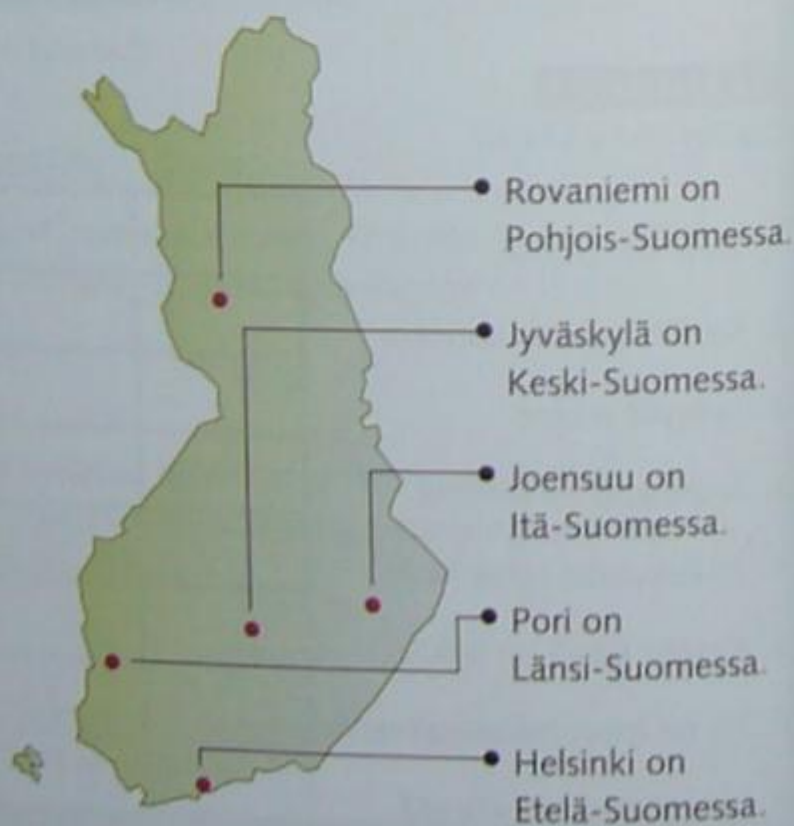 Rovaniemi on
Pohjois-Suomessa.
Jyväskylä on
Keski-Suomessa.
Joensuu on
Itä-Suomessa.
Pori on
Länsi-Suomessa.
Helsinki on
Etelä-Suomessa.